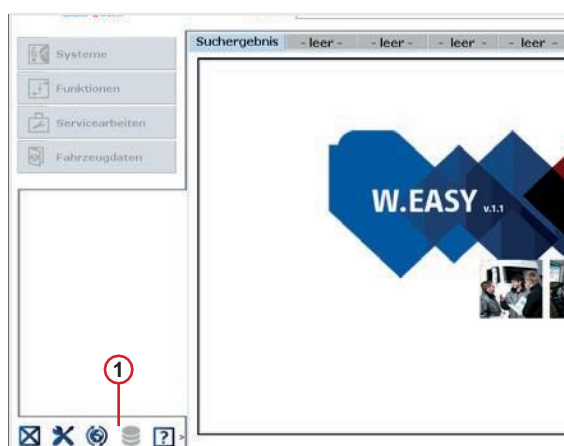 Suchergebnis - leer - - leer - - leer - - leer -
Systeme
Funktionen
Servicearbeiten
Fahrzeugdaten
W.EASY v.1.1
1
?